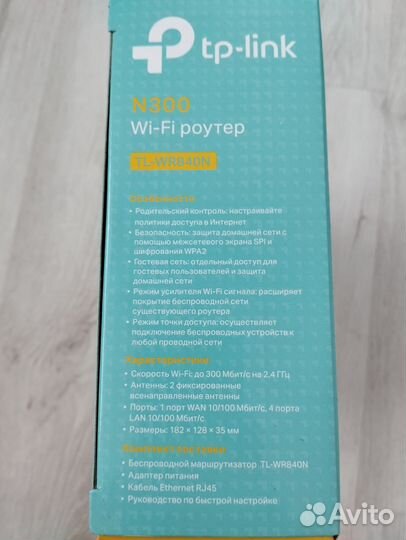 tp-link
N300
Wi-Fi роутер
TL-WR840N
Особенности
• Родительский контроль: настраивайте
политики доступа в Интернет
• Безопасность: защита домашней сети с
помощью межсетевого экрана SPI и
шифрования WPA2
• Гостевая сеть: отдельный доступ для
гостевых пользователей и защита
домашней сети
• Режим усилителя Wi-Fi сигнала: расширяет
покрытие беспроводной сети
существующего роутера
• Режим точки доступа: осуществляет
подключение беспроводных устройств к
любой проводной сети
Характеристики
• Скорость Wi-Fi: до 300 Мбит/с на 2,4 ГГц
• Антенны: 2 фиксированные
всенаправленные антенны
• Порты: 1 порт WAN 10/100 Мбит/с, 4 порта
LAN 10/100 Мбит/с
• Размеры: 182 × 128 × 35 мм
Комплект поставки
• Беспроводной маршрутизатор TL-WR840N
• Адаптер питания
• Кабель Ethernet RJ45
• Руководство по быстрой настройке
Avito